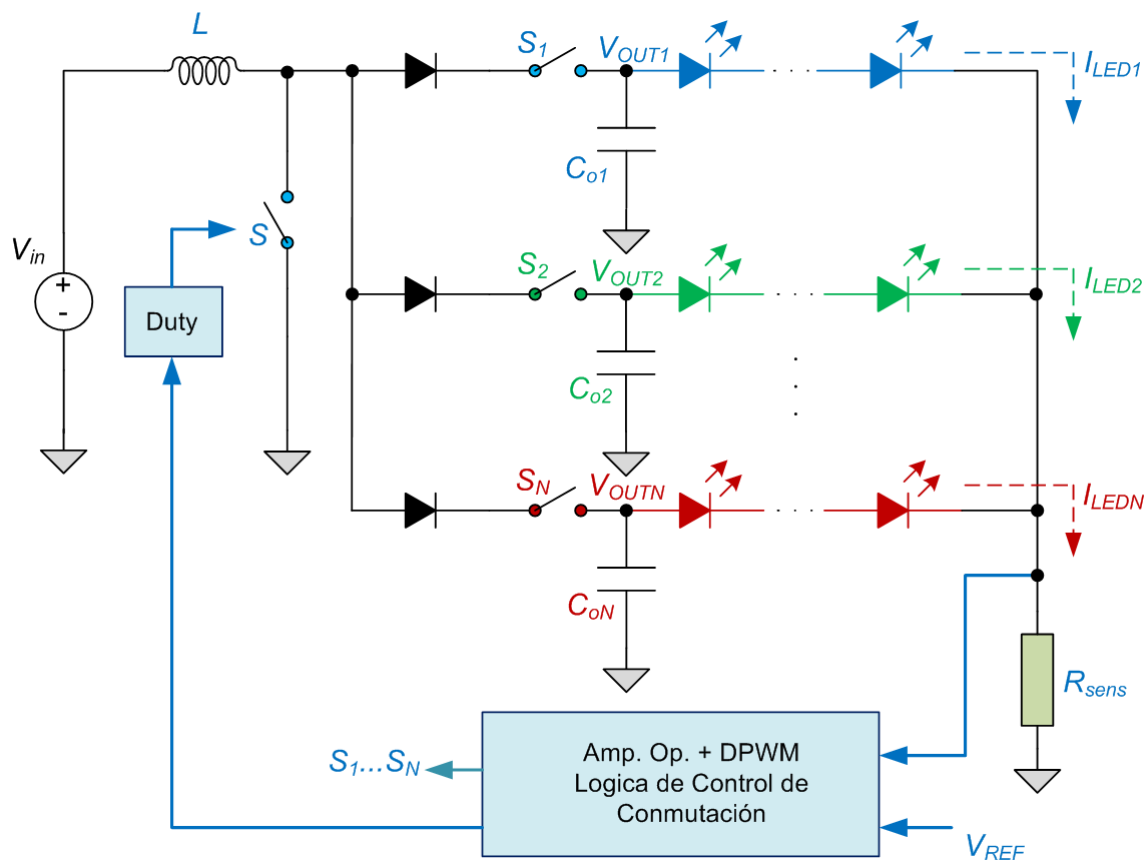 L
S1
VOUT1
ILED1
Co1
S
Vin
+
-
Duty
S2
VOUT2
ILED2
Co2
SN
VOUTN
ILEDN
CoN
Rsens
S1...SN
Amp. Op. + DPWM
Logica de Control de
Conmutación
VREF